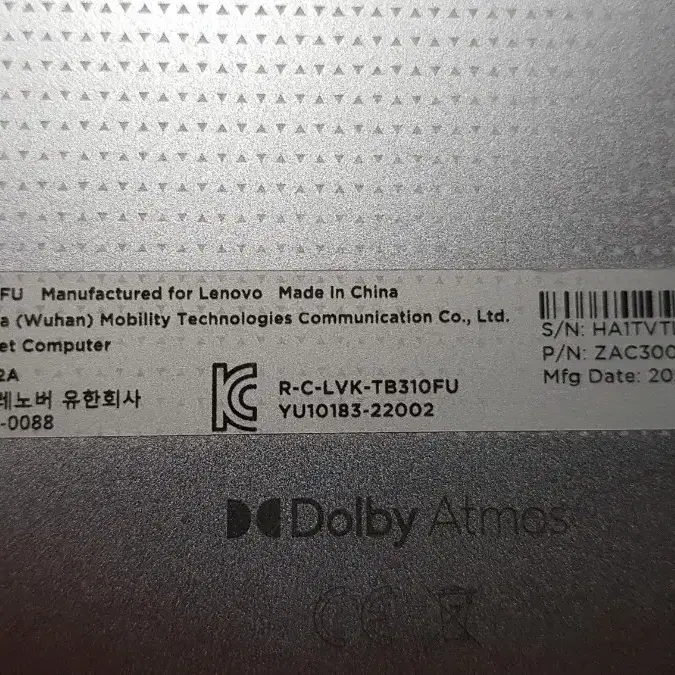 FU Manufactured for Lenovo Made in China
a (Wuhan) Mobility Technologies Communication Co., Ltd.
et Computer
2A
레노버 유한회사
-0088
R-C-LVK-TB310FU
YU10183-22002
S/N: HA1TVT
P/N: ZAC300
Mfg Date: 20
Dolby Atmos
CE